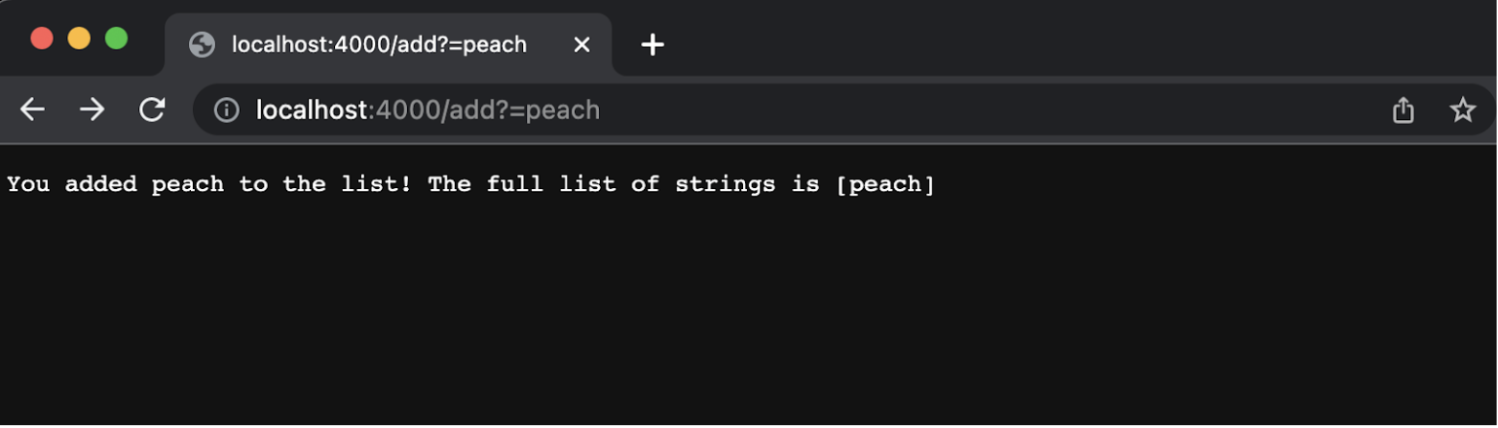 localhost:4000/add?=peach
localhost:4000/add?=peach
You added peach to the list! The full list of strings is [peach]